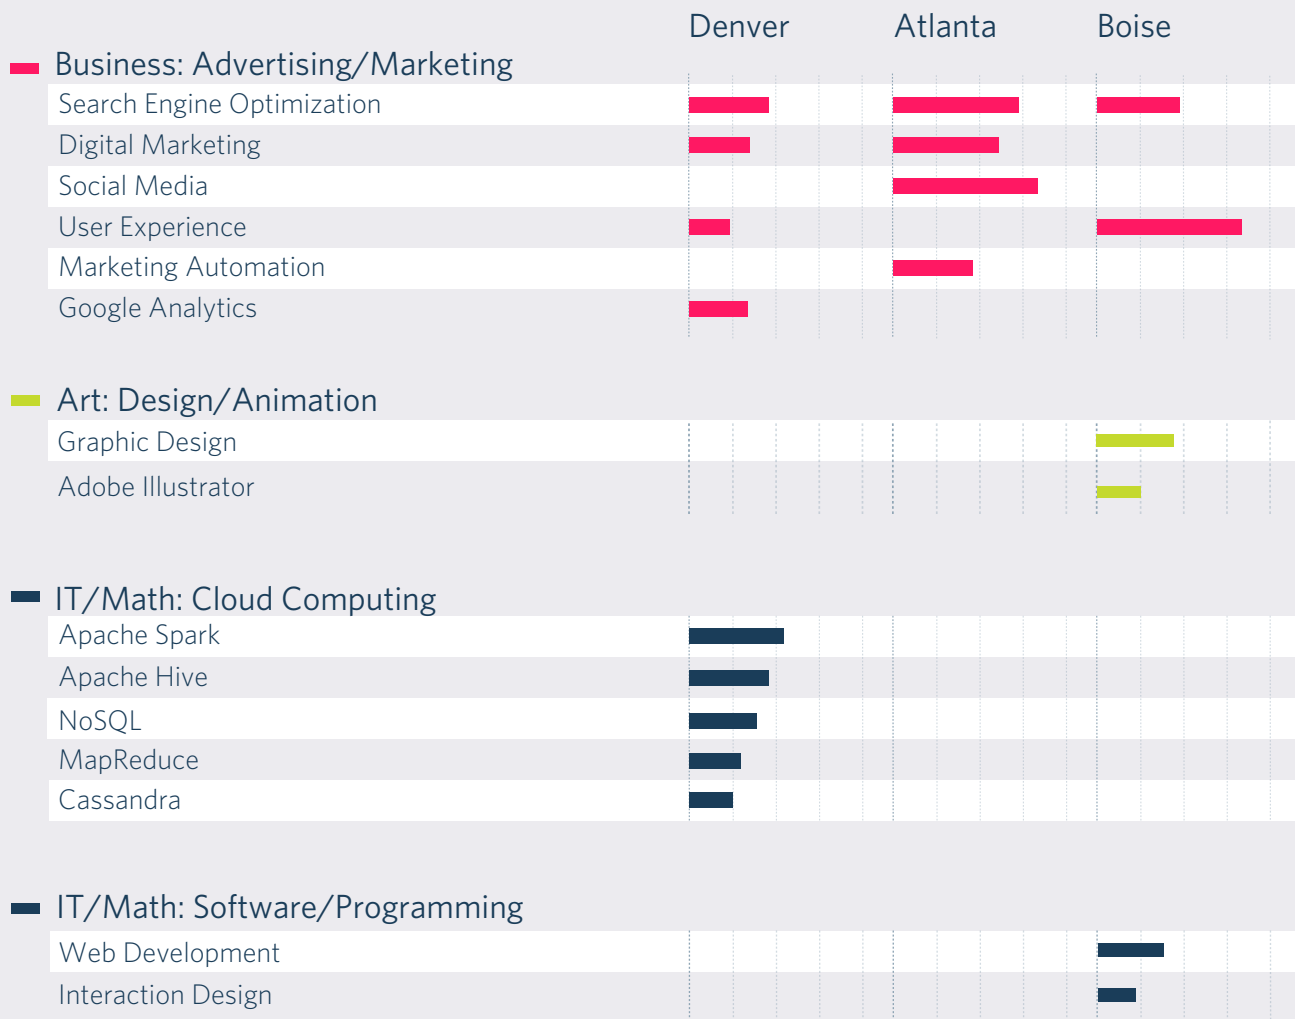 Denver Atlanta Boise
Business: Advertising/Marketing
Search Engine Optimization
Digital Marketing
Social Media
User Experience
Marketing Automation
Google Analytics
Art: Design/Animation
Graphic Design
Adobe Illustrator
IT/Math: Cloud Computing
Apache Spark
Apache Hive
NoSQL
MapReduce
Cassandra
IT/Math: Software/Programming
Web Development
Interaction Design